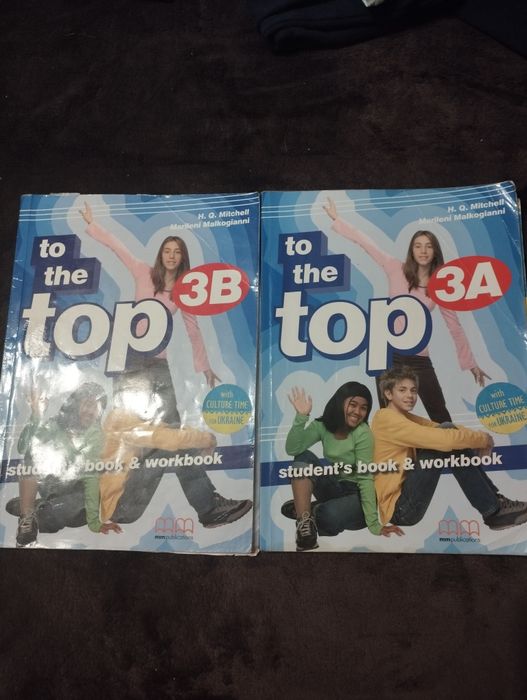 H. Q. Mitchell
Marileni Malkogianni
to
the
top
3B
with
CULTURE TIME
for UKRAINE
student's book & workbook
mm publications
H. Q. Mitchell
Marileni Malkogianni
to
the
top
3A
with
CULTURE TIME
for UKRAINE
student's book & workbook
mm publications